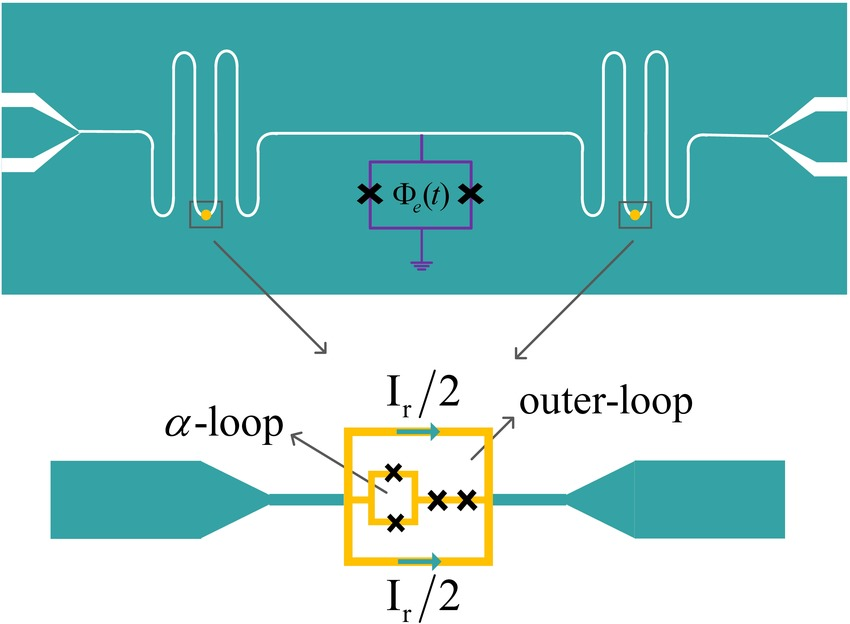 Φₑ(t)
Iᵣ/2
α-loop
outer-loop
Iᵣ/2